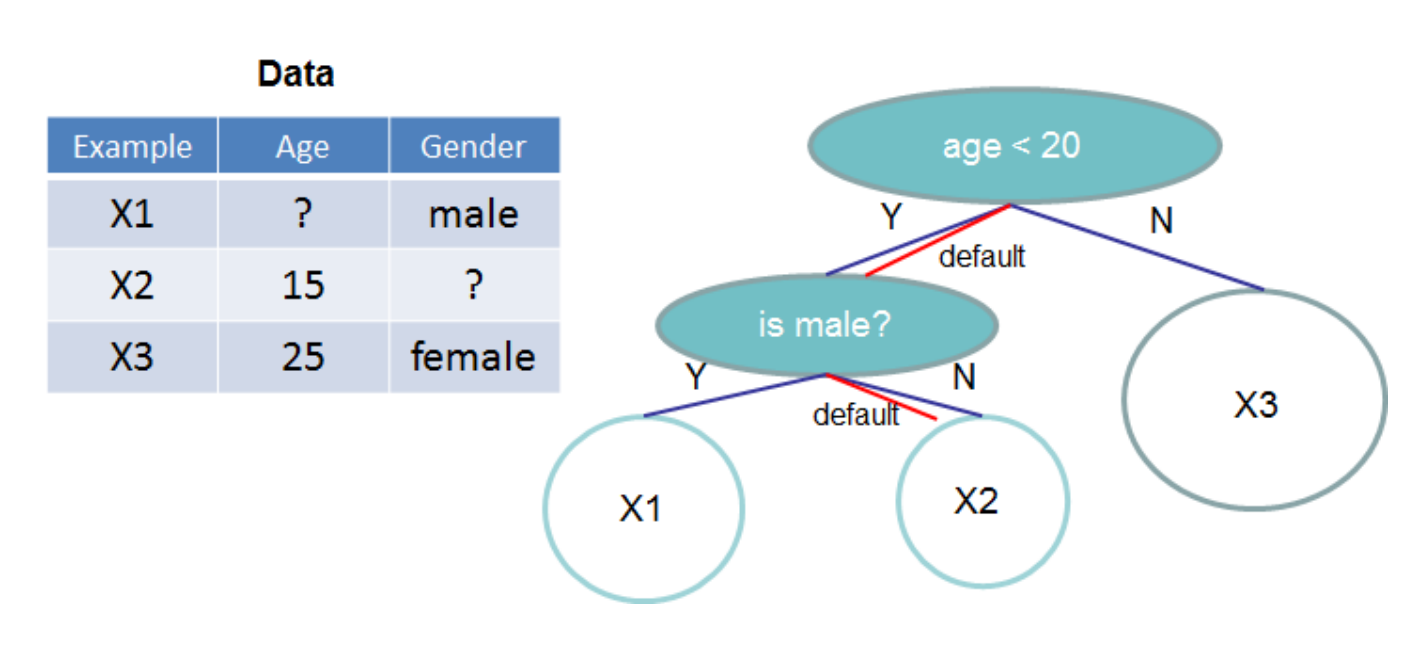 Data
Example Age Gender
X1 ? male
X2 15 ?
X3 25 female
age < 20
Y N
default
is male?
Y N
default
X1 X2 X3